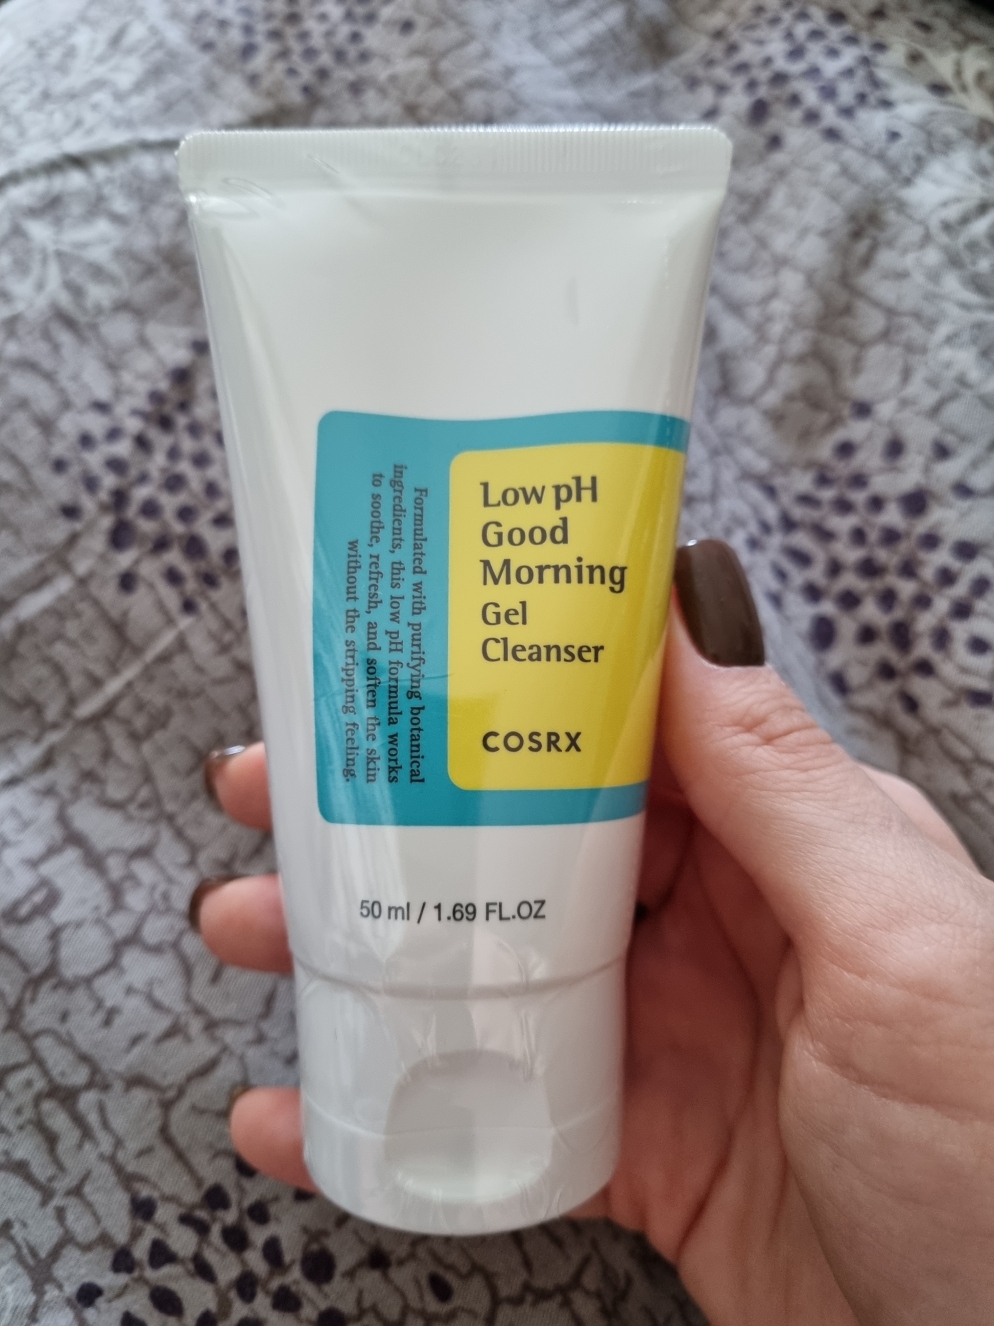 Low pH
Good
Morning
Gel
Cleanser
COSRX
Formulated with purifying botanical
ingredients, this low pH formula works
to soothe, refresh, and soften the skin
without the stripping feeling.
50 ml / 1.69 FL.OZ